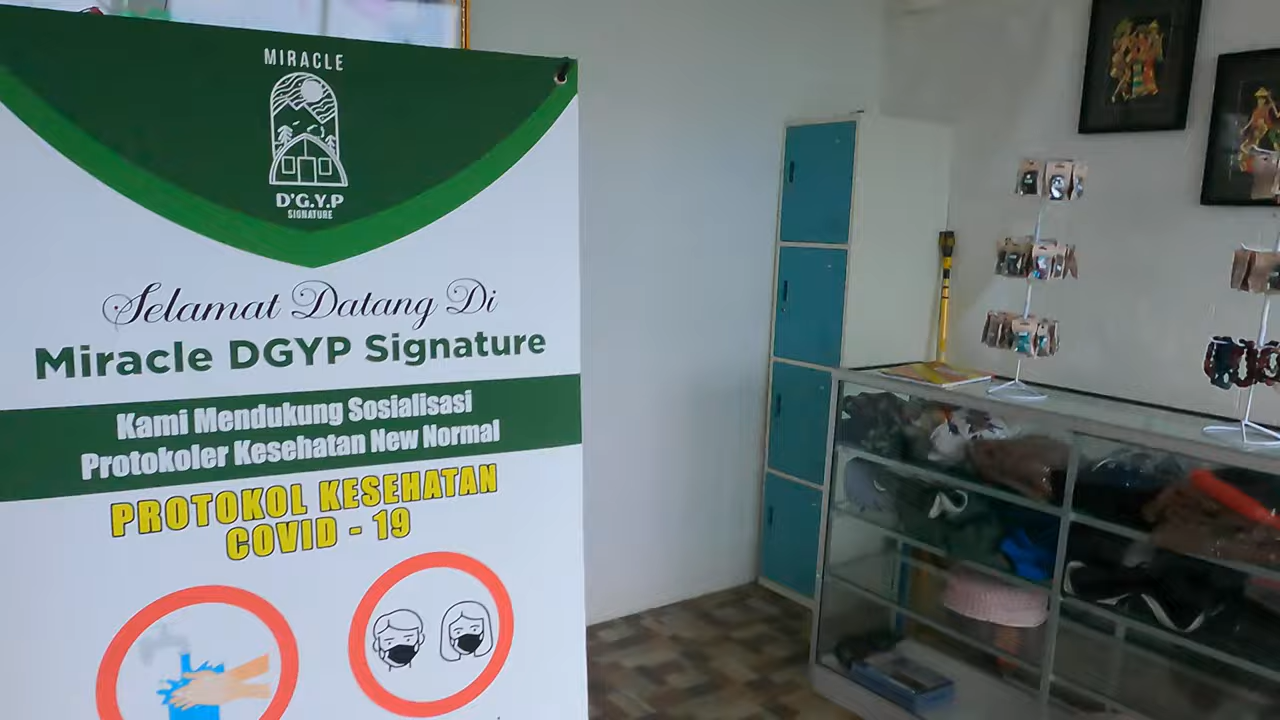 MIRACLE
D'G.Y.P
SIGNATURE
Selamat Datang Di
Miracle DGYP Signature
Kami Mendukung Sosialisasi
Protokoler Kesehatan New Normal
PROTOKOL KESEHATAN
COVID - 19